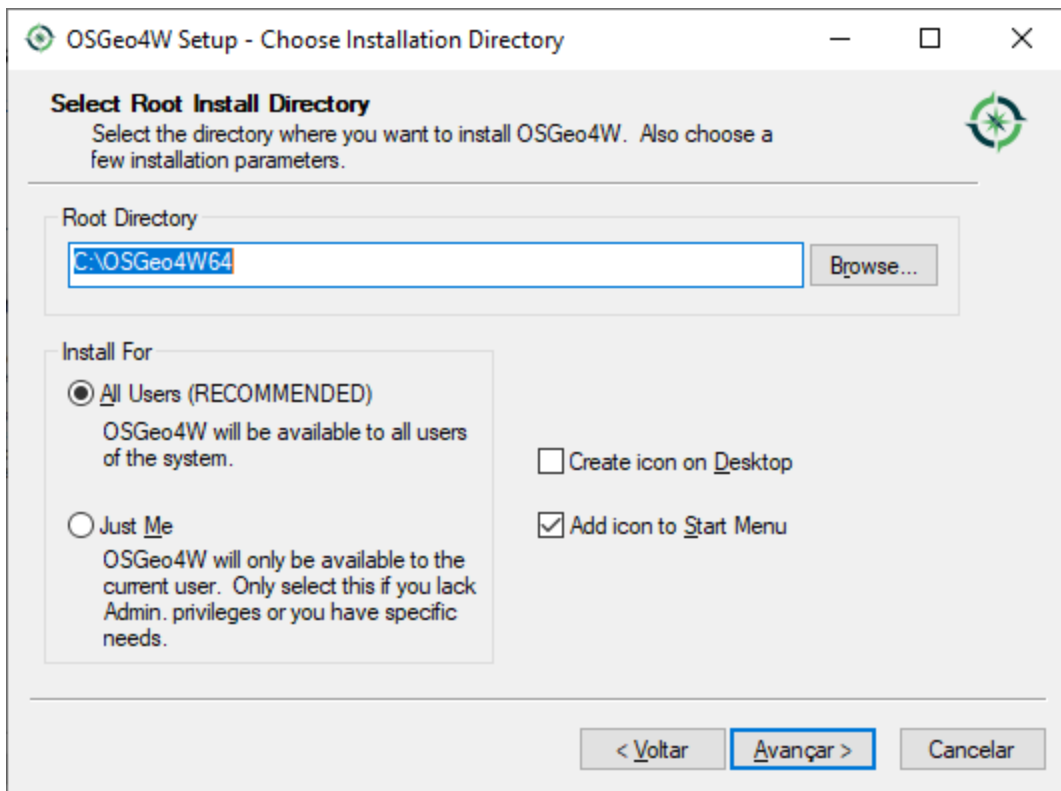 OSGeo4W Setup - Choose Installation Directory
Select Root Install Directory
Select the directory where you want to install OSGeo4W.  Also choose a
few installation parameters.
Root Directory
C:\OSGeo4W64
Browse...
Install For
All Users (RECOMMENDED)
OSGeo4W will be available to all users
of the system.
Just Me
OSGeo4W will only be available to the
current user.  Only select this if you lack
Admin. privileges or you have specific
needs.
Create icon on Desktop
Add icon to Start Menu
< Voltar
Avançar >
Cancelar